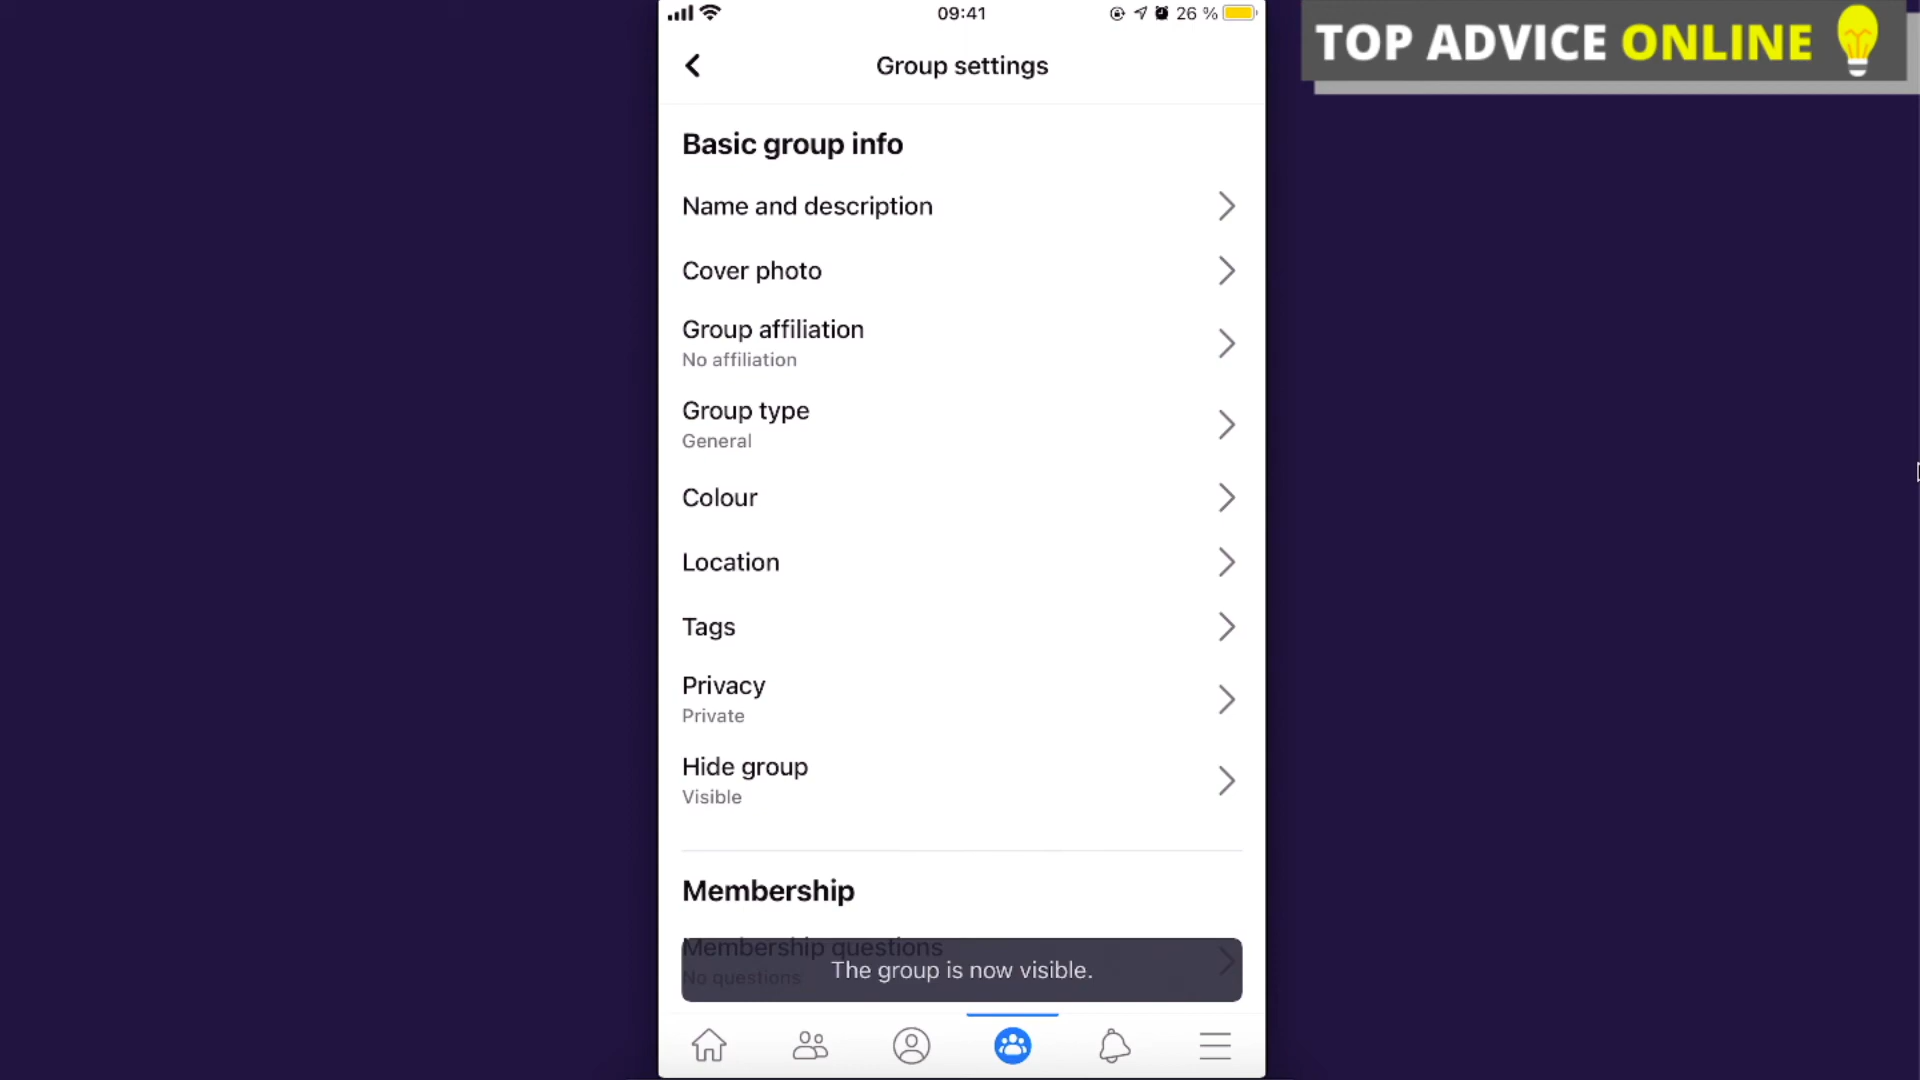 09:41
26 %
TOP ADVICE ONLINE
Group settings
Basic group info
Name and description
Cover photo
Group affiliation
No affiliation
Group type
General
Colour
Location
Tags
Privacy
Private
Hide group
Visible
Membership
Membership questions
No questions
The group is now visible.